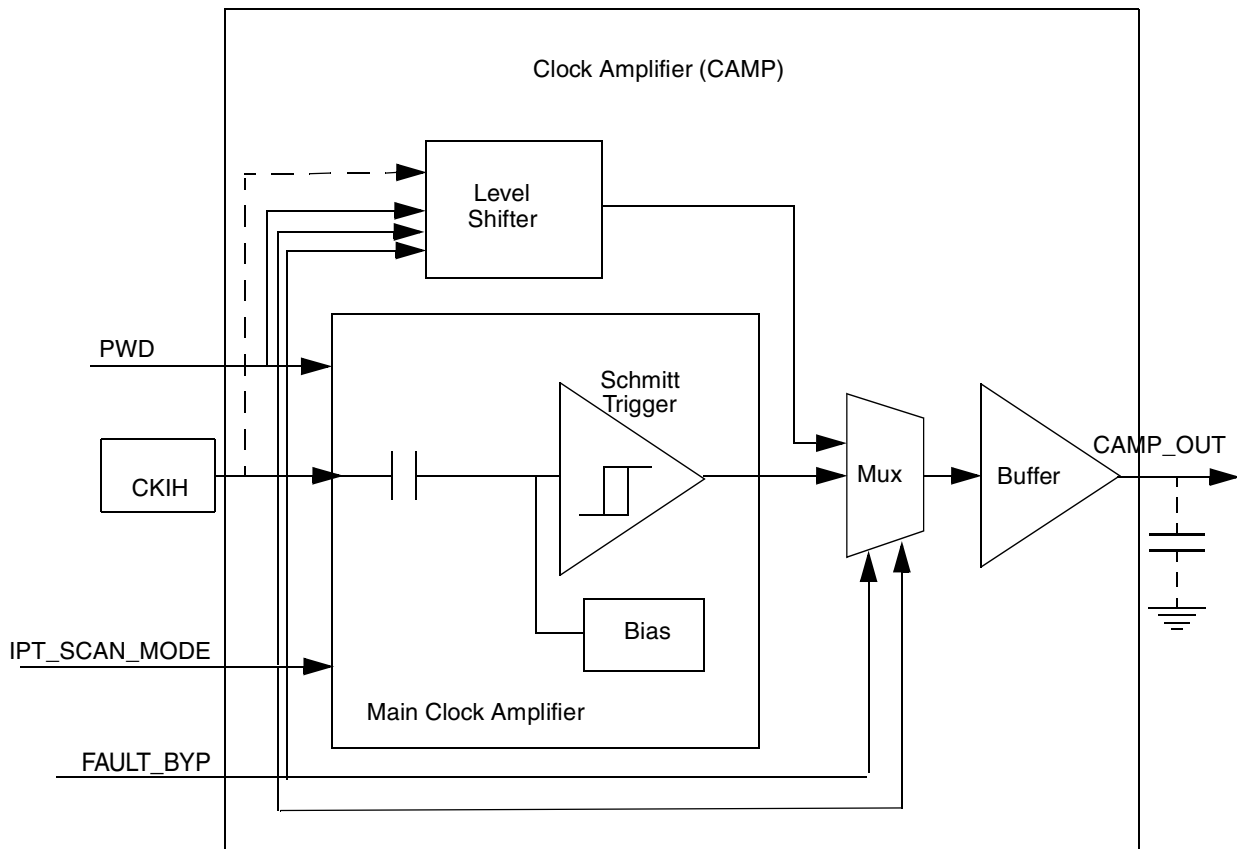 Clock Amplifier (CAMP)
Level
Shifter
PWD
Schmitt
Trigger
CKIH
Mux
Buffer
CAMP_OUT
Bias
IPT_SCAN_MODE
Main Clock Amplifier
FAULT_BYP